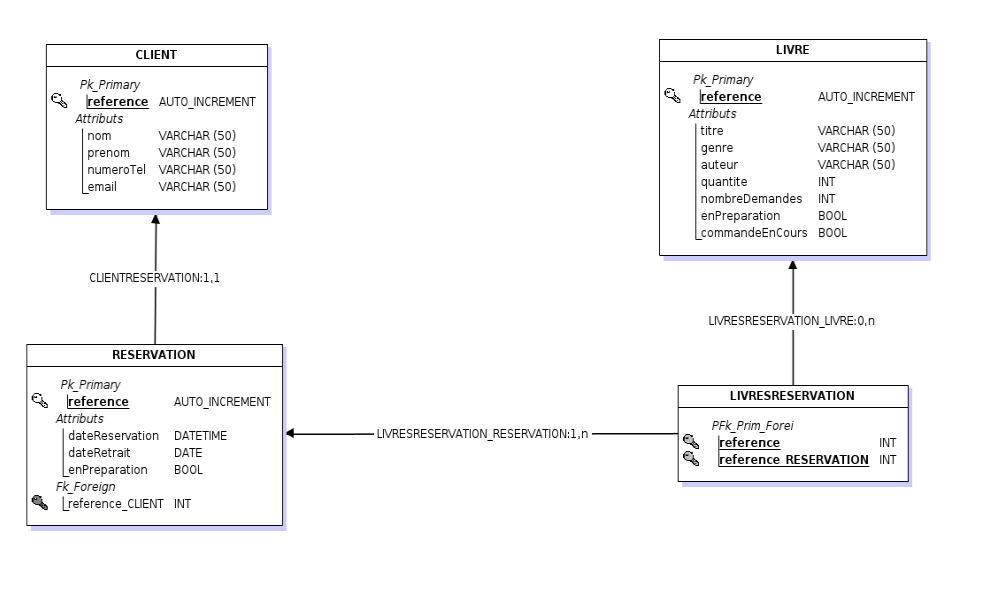 CLIENT
Pk_Primary
reference AUTO_INCREMENT
Attributs
nom VARCHAR (50)
prenom VARCHAR (50)
numeroTel VARCHAR (50)
email VARCHAR (50)
LIVRE
Pk_Primary
reference AUTO_INCREMENT
Attributs
titre VARCHAR (50)
genre VARCHAR (50)
auteur VARCHAR (50)
quantite INT
nombreDemandes INT
enPreparation BOOL
commandeEnCours BOOL
CLIENTRESERVATION:1,1
LIVRESRESERVATION_LIVRE:0,n
RESERVATION
Pk_Primary
reference AUTO_INCREMENT
Attributs
dateReservation DATETIME
dateRetrait DATE
enPreparation BOOL
Fk_Foreign
reference_CLIENT INT
LIVRESRESERVATION_RESERVATION:1,n
LIVRESRESERVATION
PFk_Prim_Forei
reference INT
reference_RESERVATION INT